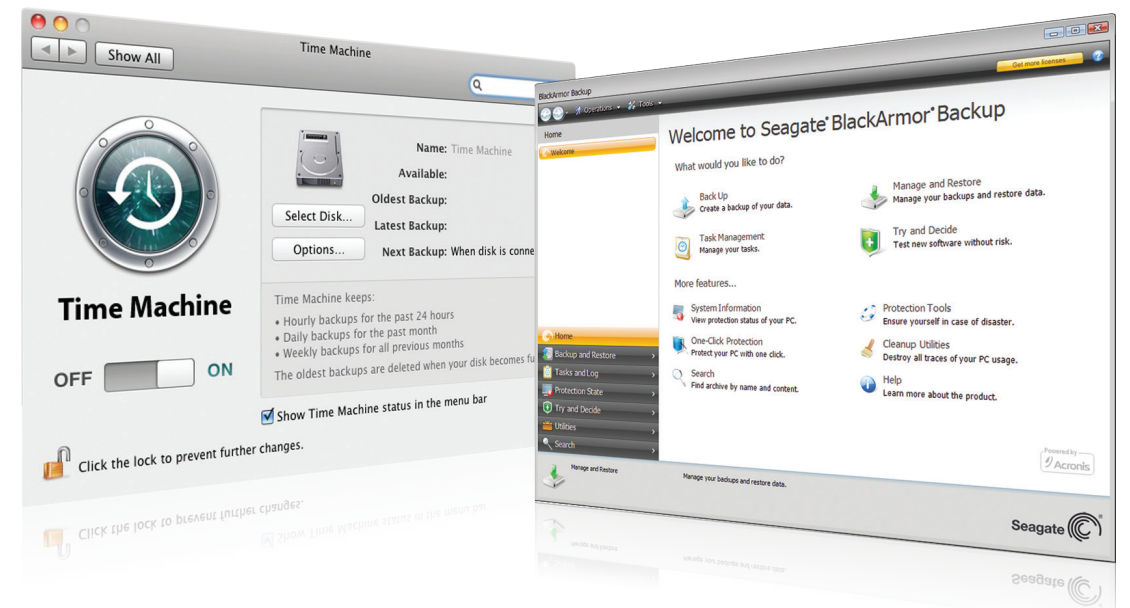 Time Machine
Show All
Time Machine
OFF
ON
Name: Time Machine
Available:
Oldest Backup:
Select Disk...
Latest Backup:
Options...
Next Backup: When disk is conne
Time Machine keeps:
• Hourly backups for the past 24 hours
• Daily backups for the past month
• Weekly backups for all previous months
The oldest backups are deleted when your disk becomes fu
Show Time Machine status in the menu bar
Click the lock to prevent further changes.
BlackArmor Backup
Get more licenses
Operations
Tools
Home
Welcome
Welcome to Seagate® BlackArmor® Backup
What would you like to do?
Back Up
Create a backup of your data.
Manage and Restore
Manage your backups and restore data.
Task Management
Manage your tasks.
Try and Decide
Test new software without risk.
More features...
System Information
View protection status of your PC.
Protection Tools
Ensure yourself in case of disaster.
One-Click Protection
Protect your PC with one click.
Cleanup Utilities
Destroy all traces of your PC usage.
Search
Find archive by name and content.
Help
Learn more about the product.
Home
Backup and Restore
Tasks and Log
Protection State
Try and Decide
Utilities
Search
Manage and Restore
Manage your backups and restore data.
Powered by
Acronis
Seagate